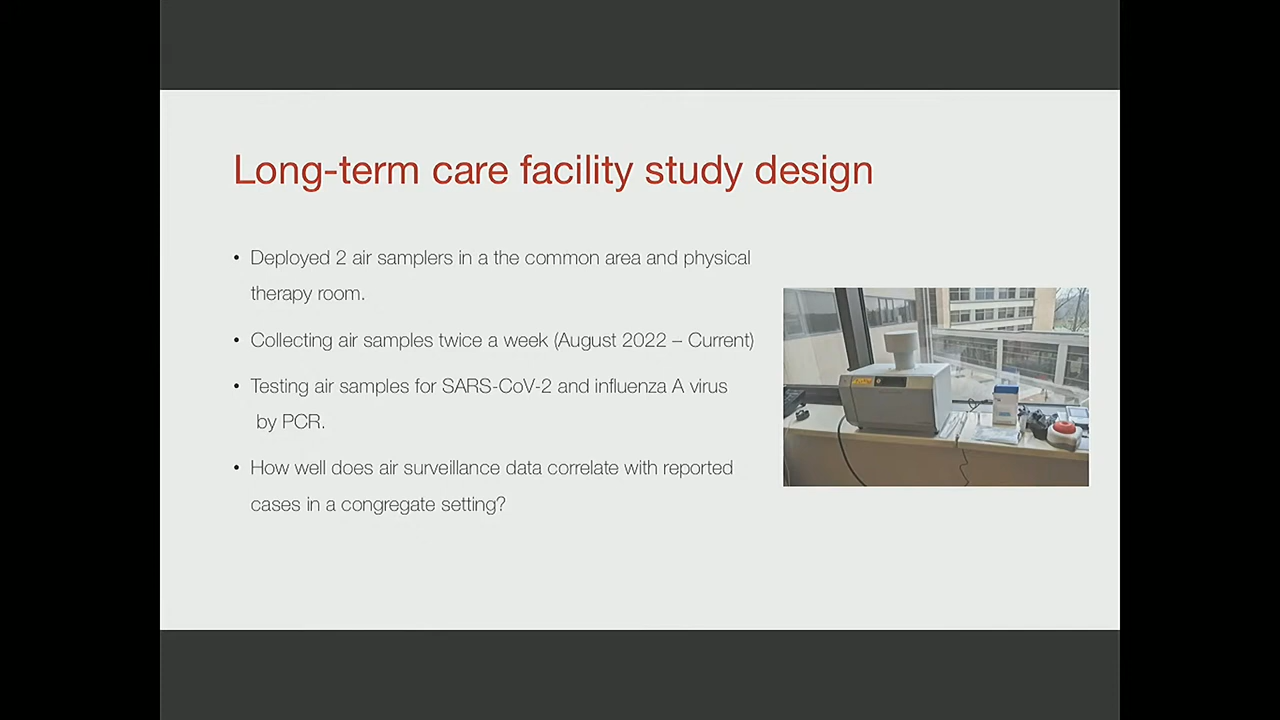 Long-term care facility study design
• Deployed 2 air samplers in a the common area and physical
therapy room.
• Collecting air samples twice a week (August 2022 – Current)
• Testing air samples for SARS-CoV-2 and influenza A virus
by PCR.
• How well does air surveillance data correlate with reported
cases in a congregate setting?